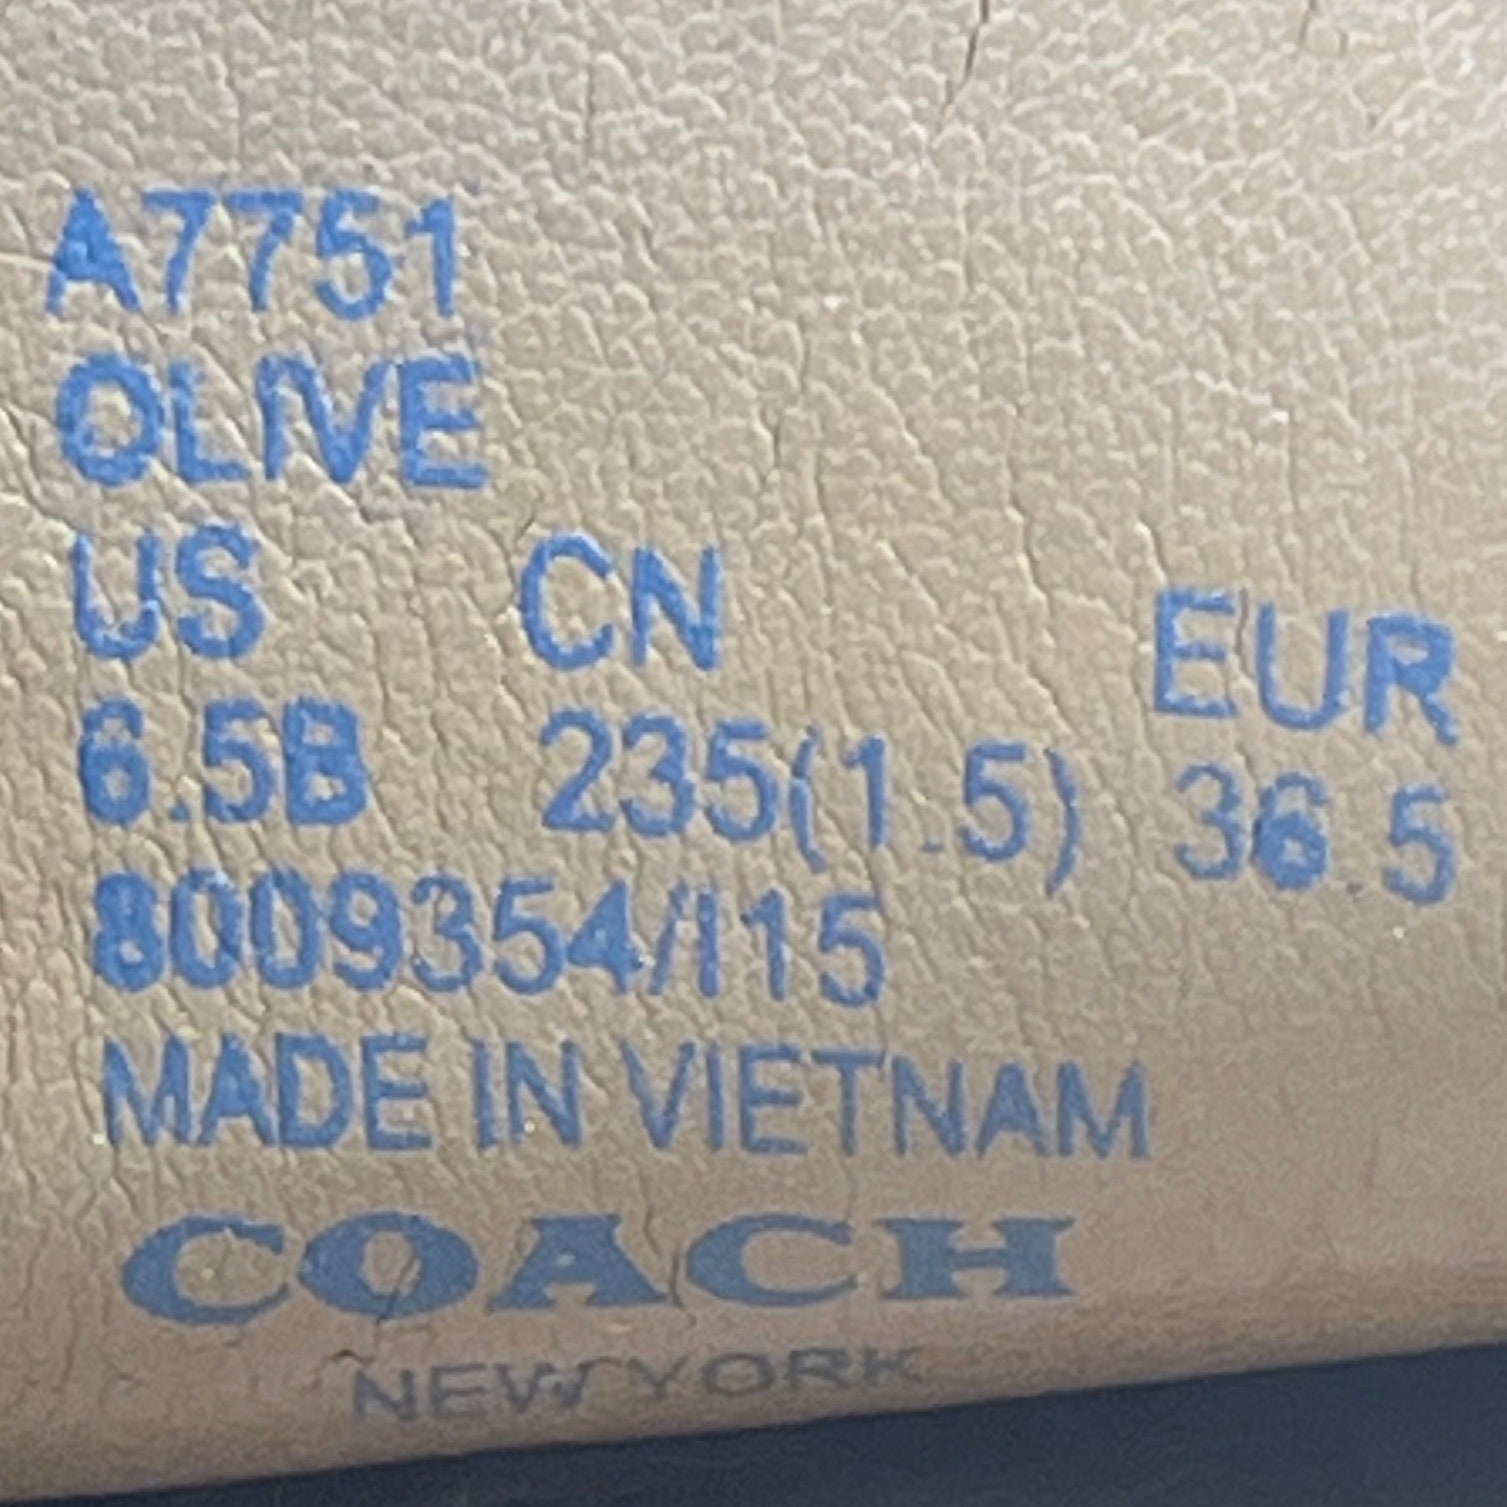 A7751
OLIVE
US CN EUR
6.5B 235(1.5) 36.5
8009354/I15
MADE IN VIETNAM
COACH
NEW YORK